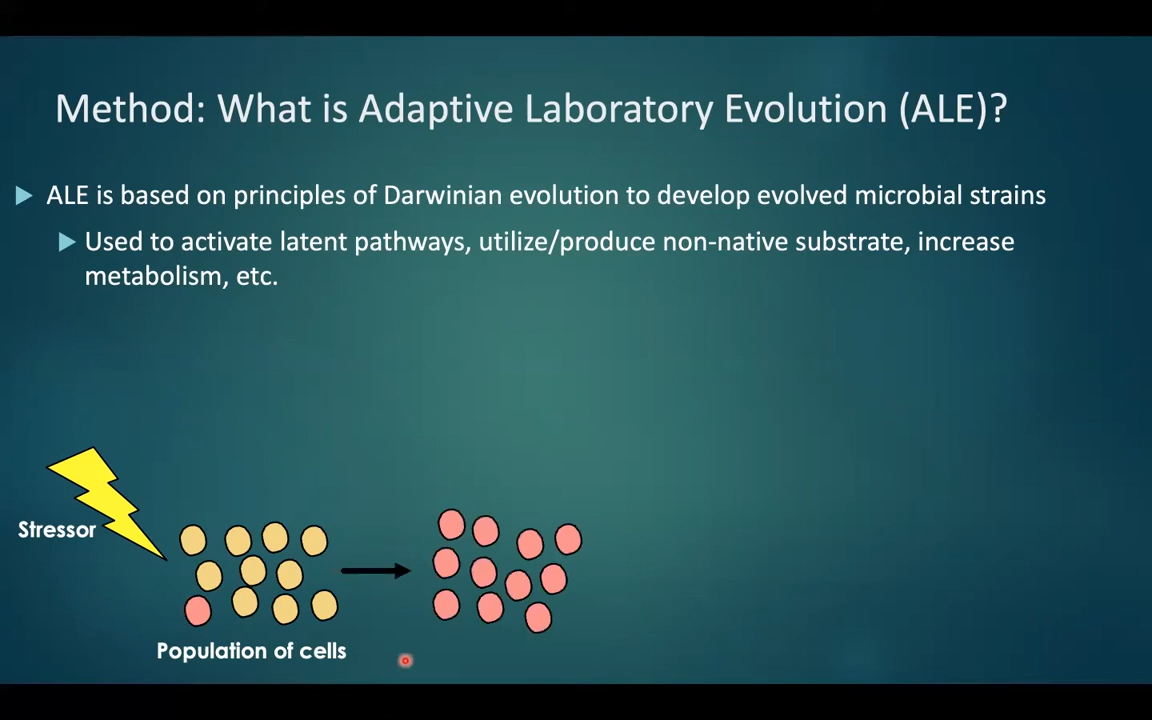 Method: What is Adaptive Laboratory Evolution (ALE)?
ALE is based on principles of Darwinian evolution to develop evolved microbial strains
Used to activate latent pathways, utilize/produce non-native substrate, increase
metabolism, etc.
Stressor
Population of cells